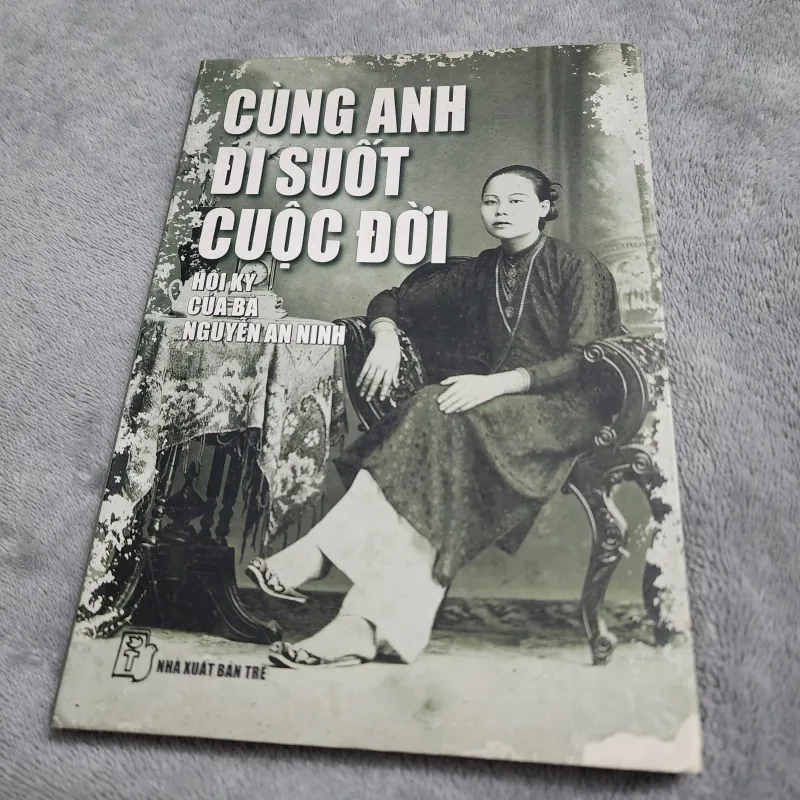 CÙNG ANH
ĐI SUỐT
CUỘC ĐỜI
HỒI KÝ
CỦA BÀ
NGUYỄN AN NINH
T
NHÀ XUẤT BẢN TRẺ